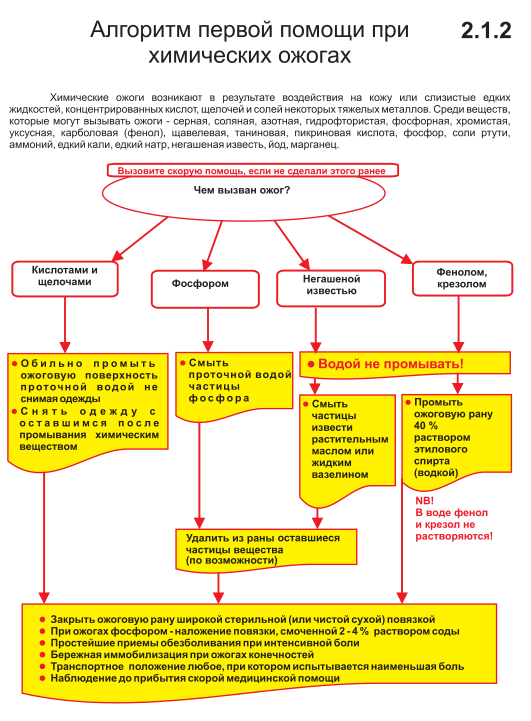 Алгоритм первой помощи при
химических ожогах
2.1.2
Химические ожоги возникают в результате воздействия на кожу или слизистые едких
жидкостей, концентрированных кислот, щелочей и солей некоторых тяжелых металлов. Среди веществ,
которые могут вызывать ожоги - серная, соляная, азотная, гидрофтористая, фосфорная, хромистая,
уксусная, карболовая (фенол), щавелевая, таниновая, пикриновая кислота, фосфор, соли ртути,
аммоний, едкий кали, едкий натр, негашеная известь, йод, марганец.
Вызовите скорую помощь, если не сделали этого ранее
Чем вызван ожог?
Кислотами и
щелочами
Фосфором
Негашеной
известью
Фенолом,
крезолом
• Обильно промыть
ожоговую поверхность
проточной водой не
снимая одежды
• Снять одежду с
оставшимся после
промывания химическим
веществом
• Смыть
проточной водой
частицы
фосфора
• Водой не промывать!
• Смыть
частицы
извести
растительным
маслом или
жидким
вазелином
• Промыть
ожоговую рану
40 %
раствором
этилового
спирта
(водкой)
NB!
В воде фенол
и крезол не
растворяются!
Удалить из раны оставшиеся
частицы вещества
(по возможности)
• Закрыть ожоговую рану широкой стерильной (или чистой сухой) повязкой
• При ожогах фосфором - наложение повязки, смоченной 2 - 4 % раствором соды
• Простейшие приемы обезболивания при интенсивной боли
• Бережная иммобилизация при ожогах конечностей
• Транспортное положение любое, при котором испытывается наименьшая боль
• Наблюдение до прибытия скорой медицинской помощи